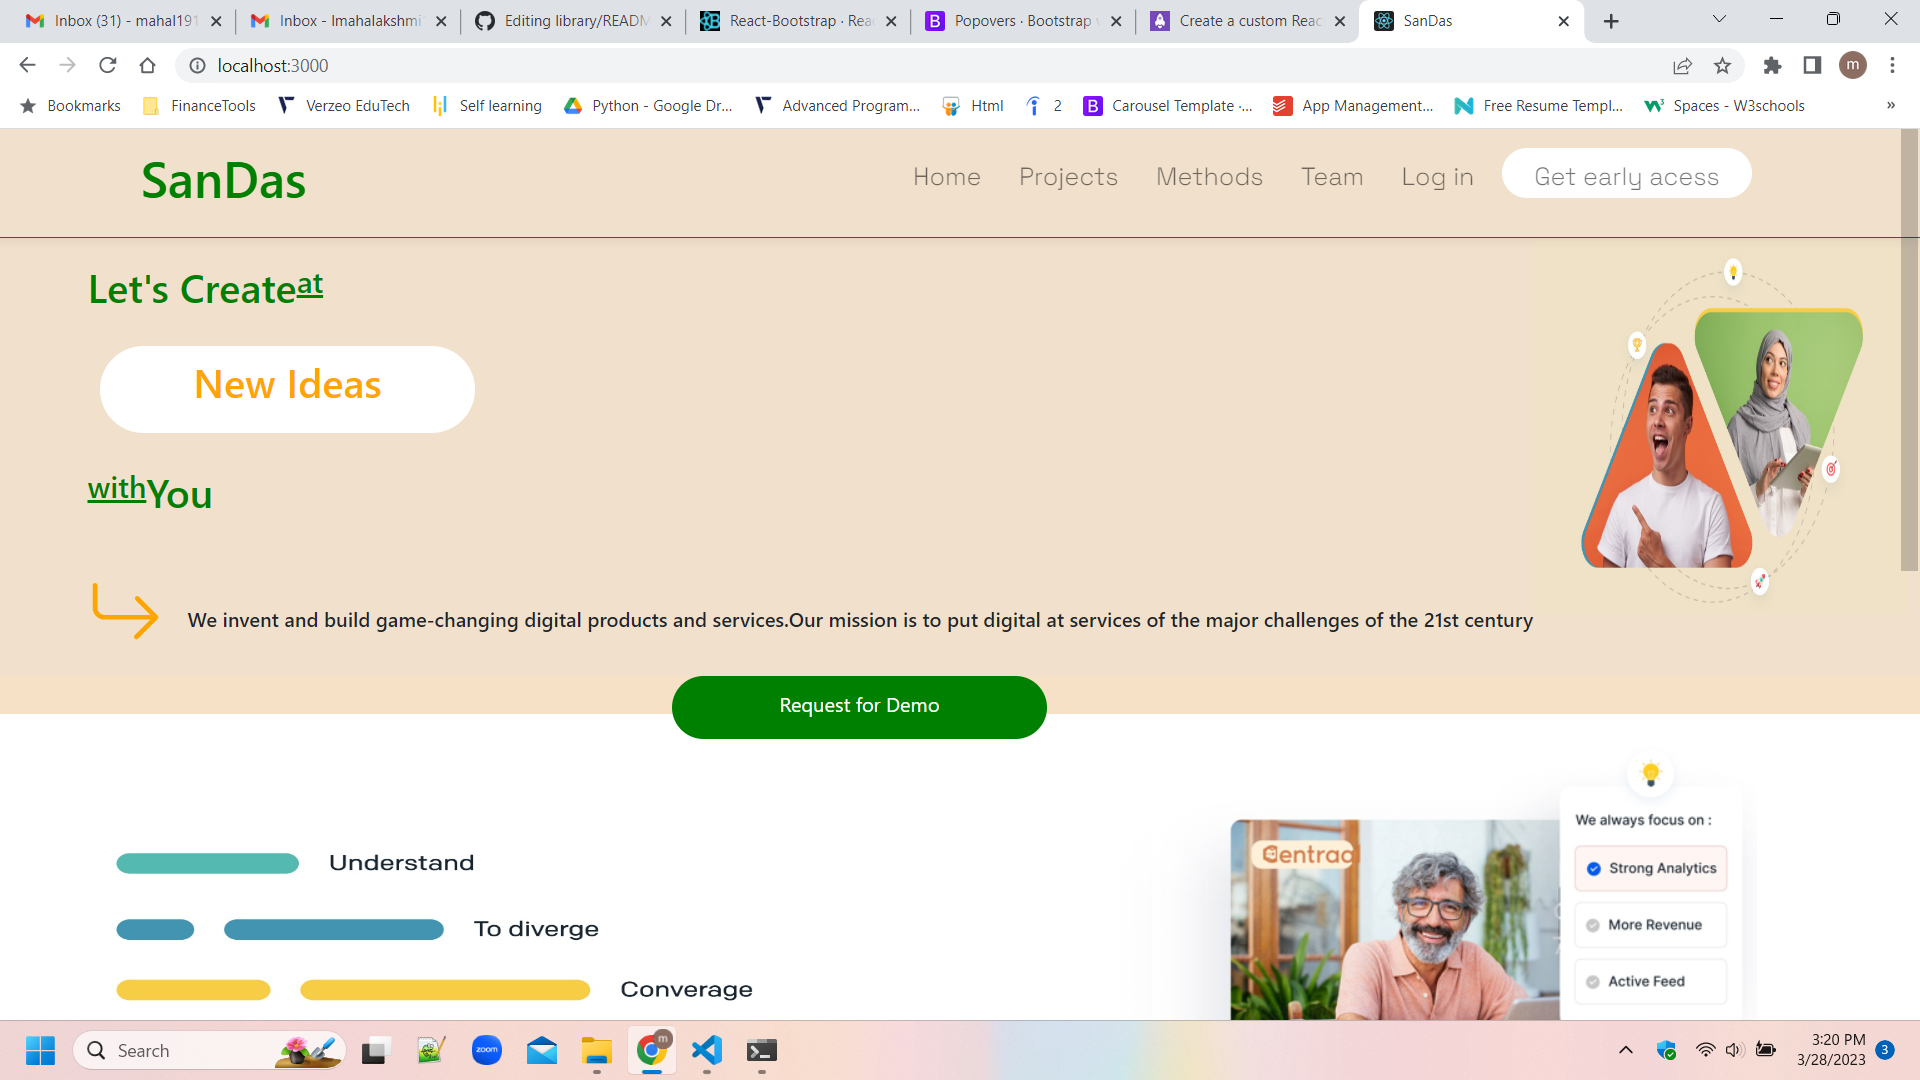 Inbox (31) - mahal191
Inbox - lmahalakshmi
Editing library/READM
React-Bootstrap · Rea
Popovers · Bootstrap v
Create a custom Reac
SanDas
localhost:3000
m
Bookmarks
FinanceTools
Verzeo EduTech
Self learning
Python - Google Dr...
Advanced Program...
Html
2
Carousel Template ·...
App Management...
Free Resume Templ...
Spaces - W3schools
»
SanDas
Home
Projects
Methods
Team
Log in
Get early acess
Let's Createat
New Ideas
withYou
We invent and build game-changing digital products and services.Our mission is to put digital at services of the major challenges of the 21st century
Request for Demo
Understand
To diverge
Converage
We always focus on :
Strong Analytics
More Revenue
Active Feed
Search
zoom
m
3:20 PM
3/28/2023
3